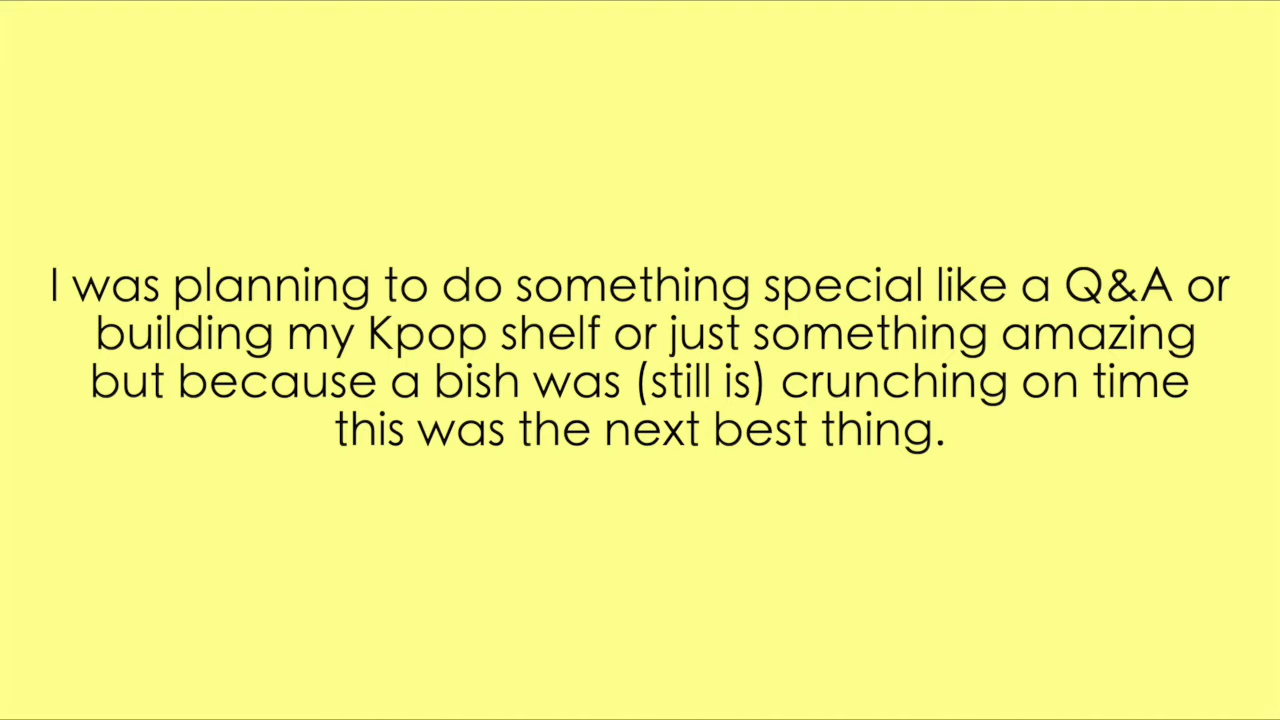 I was planning to do something special like a Q&A or
building my Kpop shelf or just something amazing
but because a bish was (still is) crunching on time
this was the next best thing.